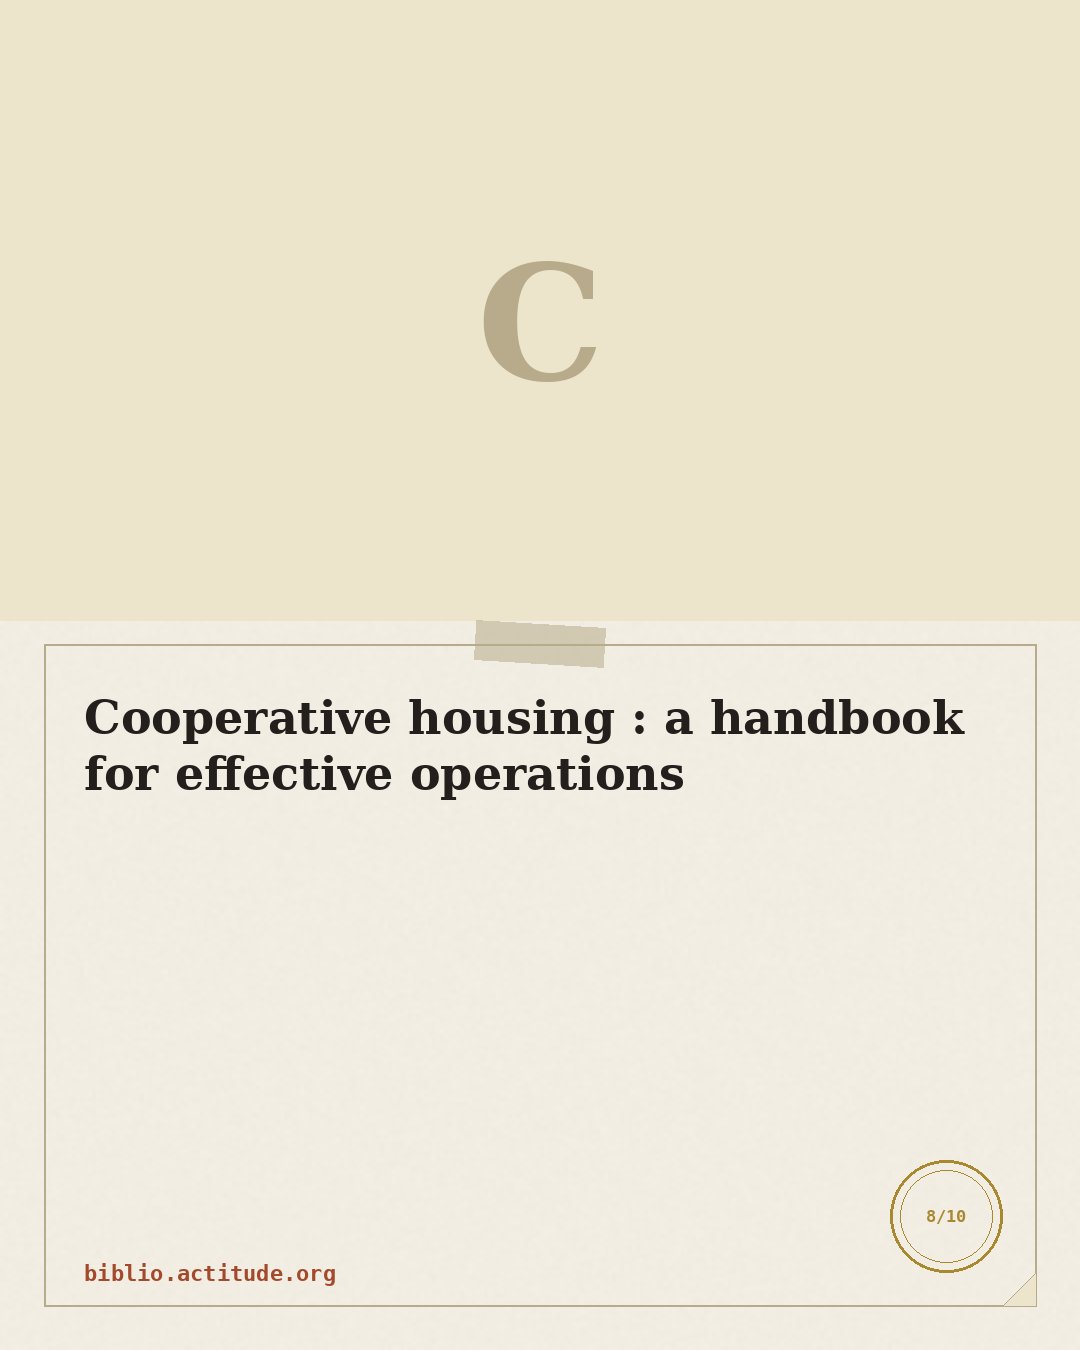 C
Cooperative housing : a handbook
for effective operations
8/10
biblio.actitude.org